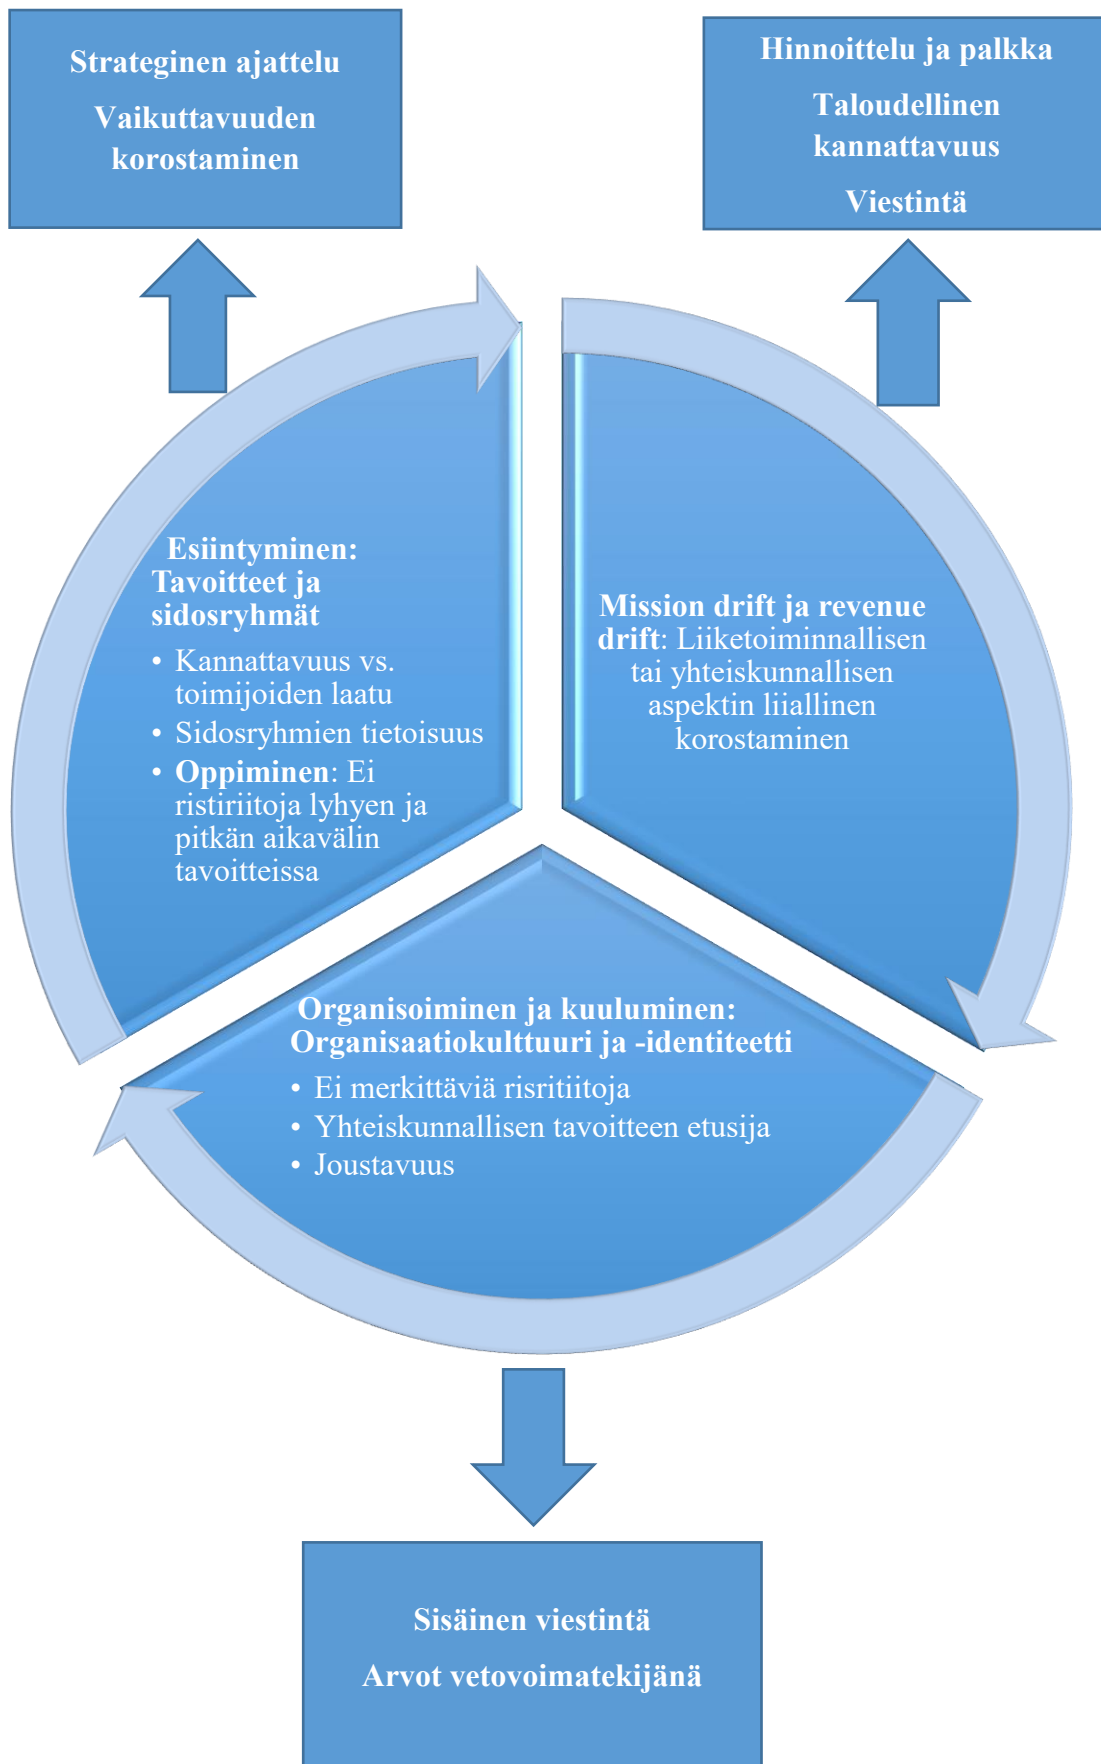 Strateginen ajattelu
Vaikuttavuuden
korostaminen
Hinnoittelu ja palkka
Taloudellinen
kannattavuus
Viestintä
Esiintyminen:
Tavoitteet ja
sidosryhmät
• Kannattavuus vs.
toimijoiden laatu
• Sidosryhmien tietoisuus
• Oppiminen: Ei
ristiriitoja lyhyen ja
pitkän aikavälin
tavoitteissa
Mission drift ja revenue
drift: Liiketoiminnallisen
tai yhteiskunnallisen
aspektin liiallinen
korostaminen
Organisoiminen ja kuuluminen:
Organisaatiokulttuuri ja -identiteetti
• Ei merkittäviä risritiitoja
• Yhteiskunnallisen tavoitteen etusija
• Joustavuus
Sisäinen viestintä
Arvot vetovoimatekijänä